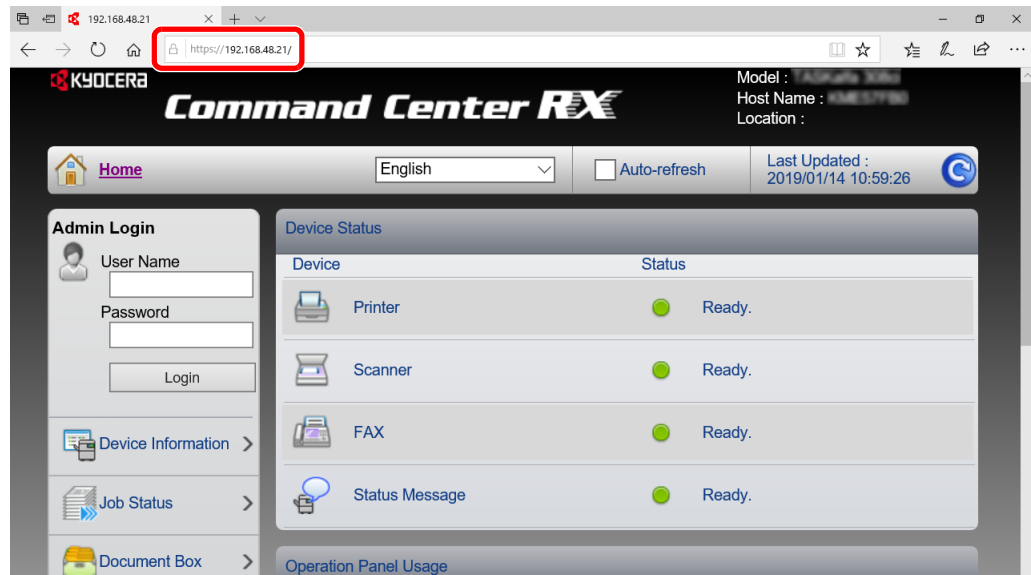 192.168.48.21
https://192.168.48.21/
KYOCERA
Command Center RX
Model :
Host Name :
Location :
Home
English
Auto-refresh
Last Updated :
2019/01/14 10:59:26
Admin Login
User Name
Password
Login
Device Information
Job Status
Document Box
Device Status
Device Status
Printer Ready.
Scanner Ready.
FAX Ready.
Status Message Ready.
Operation Panel Usage